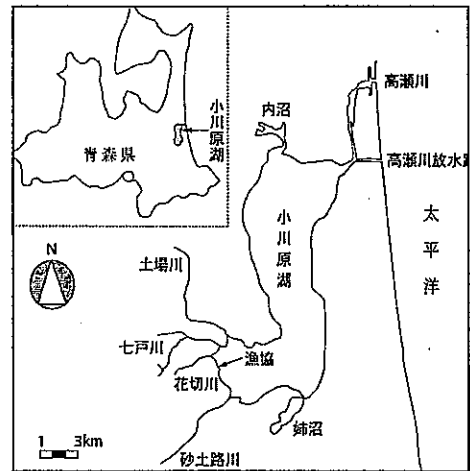 青森県
小川原湖
高瀬川
内沼
高瀬川放水路
小川原湖
太平洋
N
土場川
七戸川
漁協
花切川
姉沼
1 3km
砂土路川